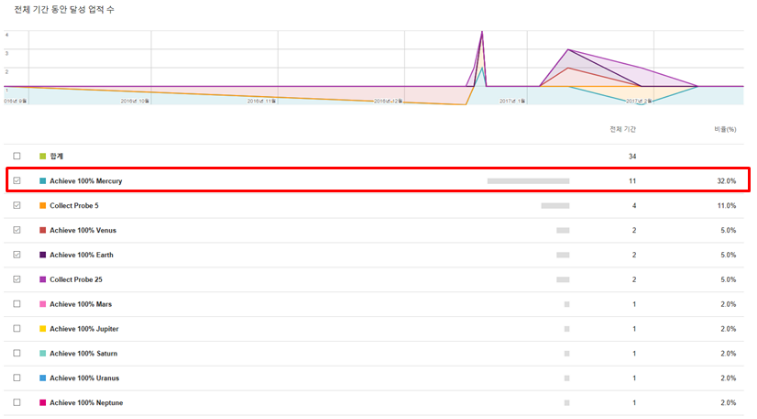 전체 기간 동안 달성 업적 수
4
3
2
1
2016년 9월 2016년 10월 2016년 11월 2016년 12월 2017년 1월 2017년 2월
전체 기간 비율(%)
합계 34
Achieve 100% Mercury 11 32.0%
Collect Probe 5 4 11.0%
Achieve 100% Venus 2 5.0%
Achieve 100% Earth 2 5.0%
Collect Probe 25 2 5.0%
Achieve 100% Mars 1 2.0%
Achieve 100% Jupiter 1 2.0%
Achieve 100% Saturn 1 2.0%
Achieve 100% Uranus 1 2.0%
Achieve 100% Neptune 1 2.0%